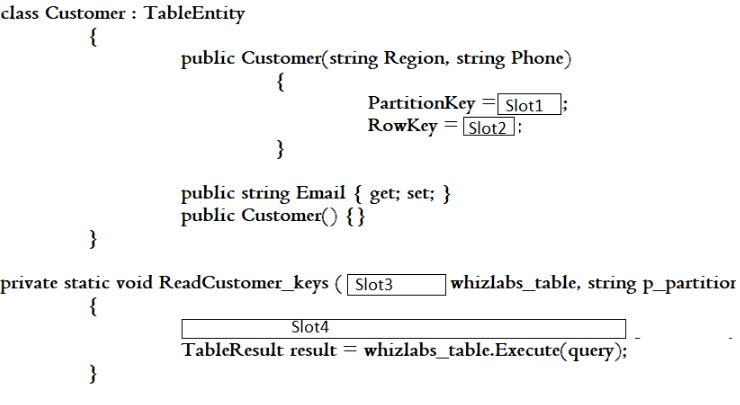 class Customer : TableEntity
{
public Customer(string Region, string Phone)
{
PartitionKey = Slot1 ;
RowKey = Slot2 ;
}
public string Email { get; set; }
public Customer() {}
}
private static void ReadCustomer_keys ( Slot3 whizlabs_table, string p_partition
{
Slot4
TableResult result = whizlabs_table.Execute(query);
}